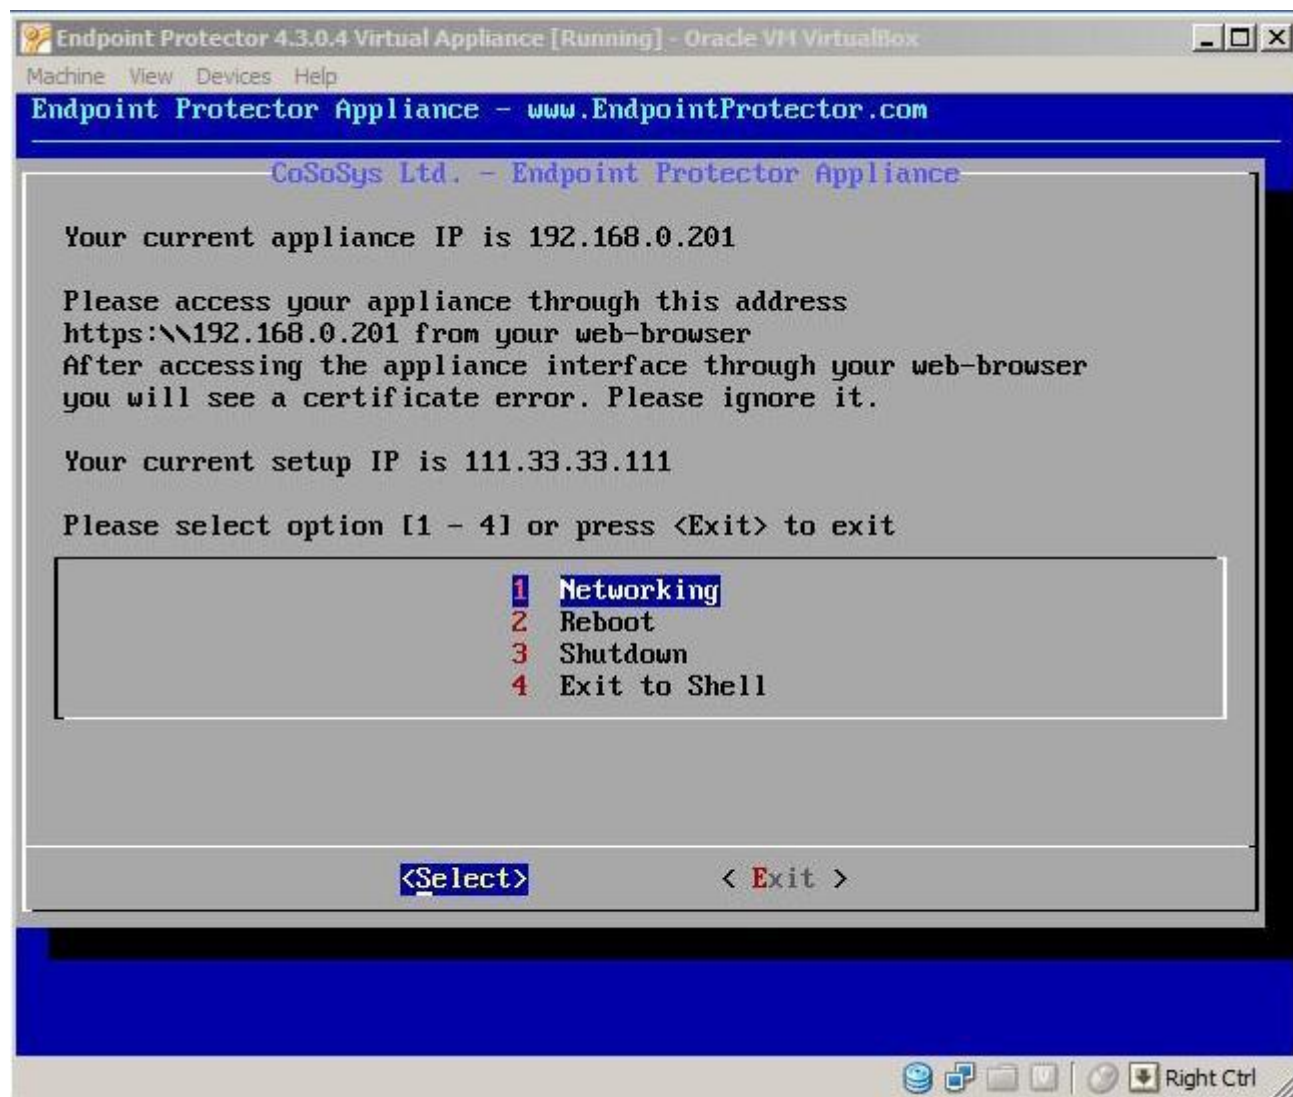 Endpoint Protector 4.3.0.4 Virtual Appliance [Running] - Oracle VM VirtualBox
Machine View Devices Help
Endpoint Protector Appliance - www.EndpointProtector.com
CoSoSys Ltd. - Endpoint Protector Appliance
Your current appliance IP is 192.168.0.201
Please access your appliance through this address
https:\\192.168.0.201 from your web-browser
After accessing the appliance interface through your web-browser
you will see a certificate error. Please ignore it.
Your current setup IP is 111.33.33.111
Please select option [1 - 4] or press <Exit> to exit
1 Networking
2 Reboot
3 Shutdown
4 Exit to Shell
<Select> < Exit >
Right Ctrl